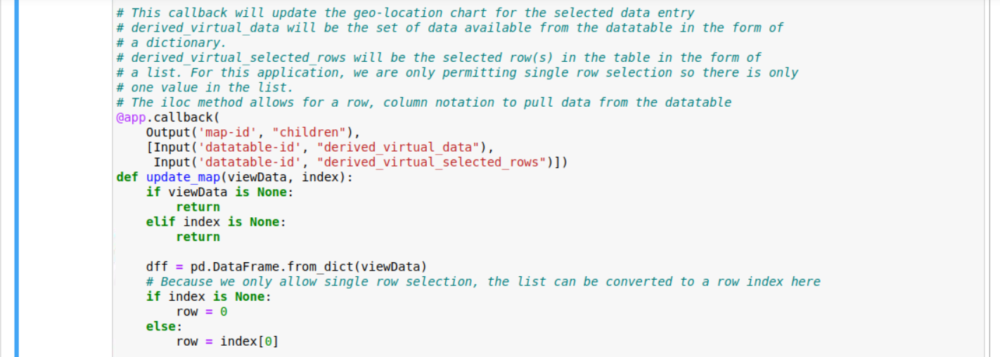 # This callback will update the geo-location chart for the selected data entry
# derived_virtual_data will be the set of data available from the datatable in the form of
# a dictionary.
# derived_virtual_selected_rows will be the selected row(s) in the table in the form of
# a list. For this application, we are only permitting single row selection so there is only
# one value in the list.
# The iloc method allows for a row, column notation to pull data from the datatable
@app.callback(
    Output('map-id', "children"),
    [Input('datatable-id', "derived_virtual_data"),
     Input('datatable-id', "derived_virtual_selected_rows")])
def update_map(viewData, index):
    if viewData is None:
        return
    elif index is None:
        return
    dff = pd.DataFrame.from_dict(viewData)
    # Because we only allow single row selection, the list can be converted to a row index here
    if index is None:
        row = 0
    else:
        row = index[0]